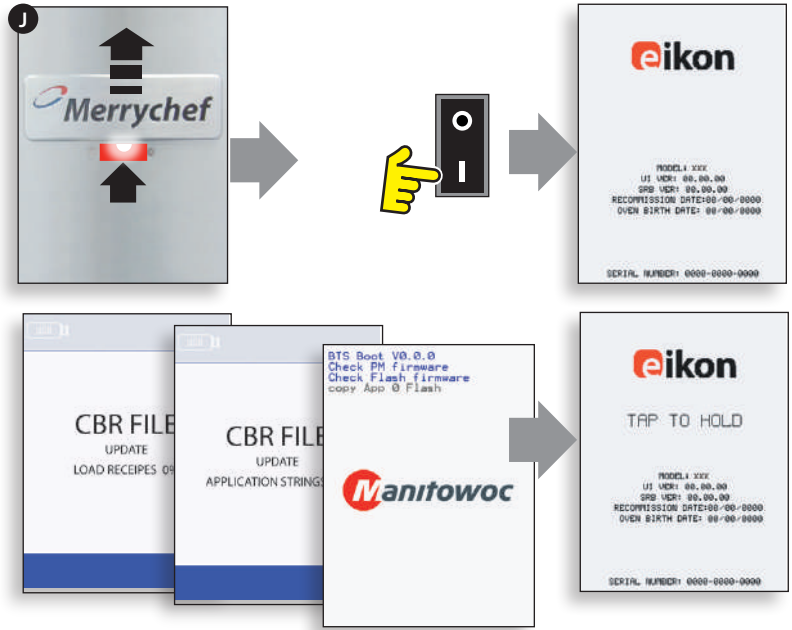 J
Merrychef
O
I
eikon
MODEL: XXX
UI VER: 00.00.00
SRB VER: 00.00.00
RECOMMISSION DATE:00/00/0000
OVEN BIRTH DATE: 00/00/0000
SERIAL NUMBER: 0000-0000-0000
CBR FILE
UPDATE
LOAD RECEIPES 0%
CBR FILE
UPDATE
APPLICATION STRINGS
BTS Boot V0.0.0
Check PM firmware
Check Flash firmware
copy App 0 Flash
Manitowoc
eikon
TAP TO HOLD
MODEL: XXX
UI VER: 00.00.00
SRB VER: 00.00.00
RECOMMISSION DATE:00/00/0000
OVEN BIRTH DATE: 00/00/0000
SERIAL NUMBER: 0000-0000-0000